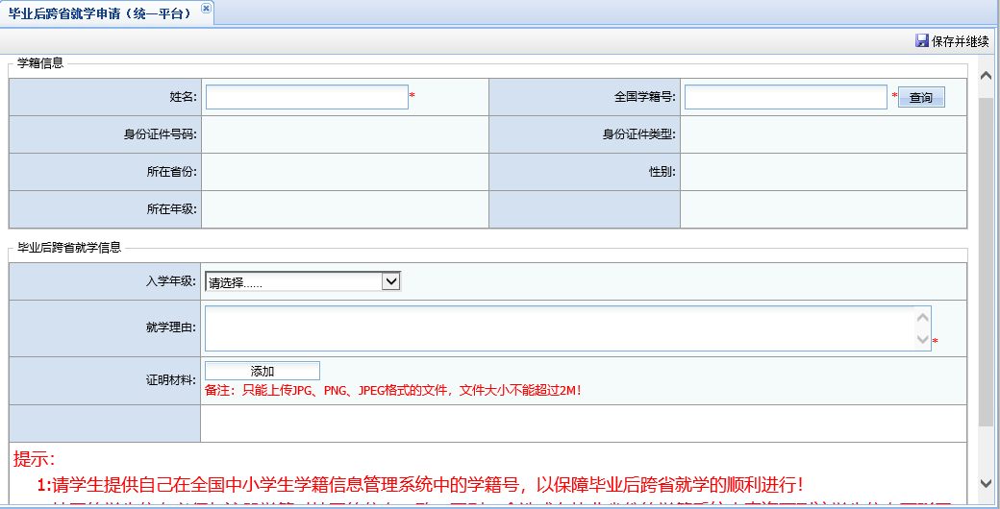 毕业后跨省就学申请（统一平台）
保存并继续
学籍信息
姓名: * 全国学籍号: * 查询
身份证件号码: 身份证件类型:
所在省份: 性别:
所在年级:
毕业后跨省就学信息
入学年级: 请选择......
就学理由: *
证明材料: 添加
备注：只能上传JPG、PNG、JPEG格式的文件，文件大小不能超过2M！
提示：
1:请学生提供自己在全国中小学生学籍信息管理系统中的学籍号，以保障毕业后跨省就学的顺利进行！